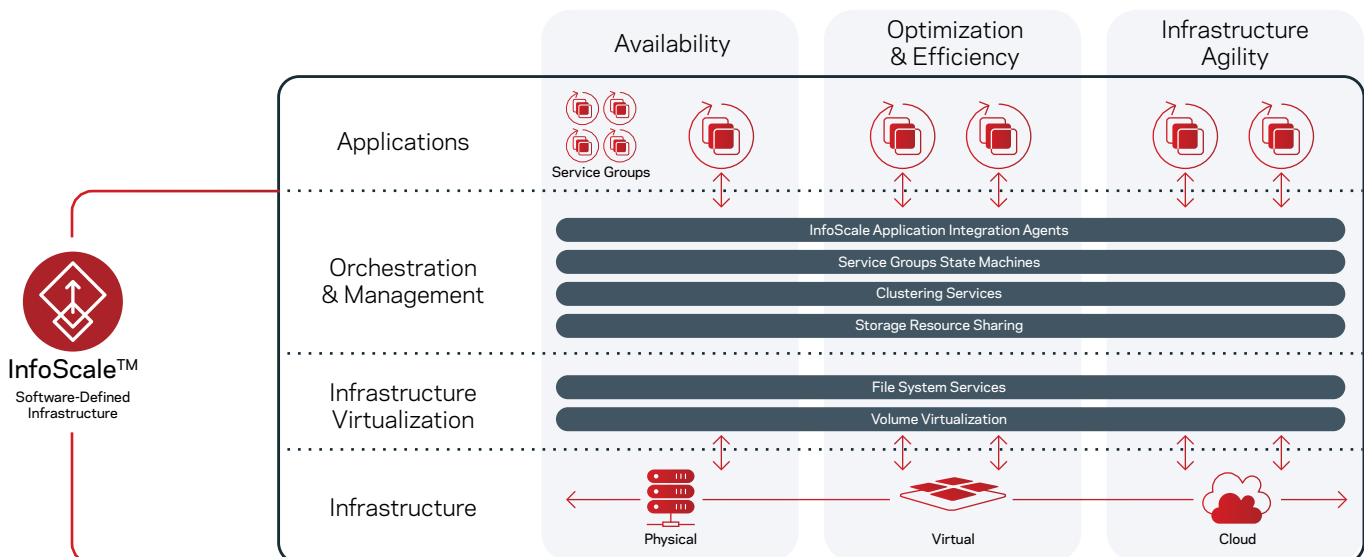 Availability
Optimization
& Efficiency
Infrastructure
Agility
Applications
Service Groups
InfoScale Application Integration Agents
Service Groups State Machines
Orchestration
& Management
Clustering Services
Storage Resource Sharing
InfoScale™
Software-Defined
Infrastructure
Infrastructure
Virtualization
File System Services
Volume Virtualization
Infrastructure
Physical
Virtual
Cloud